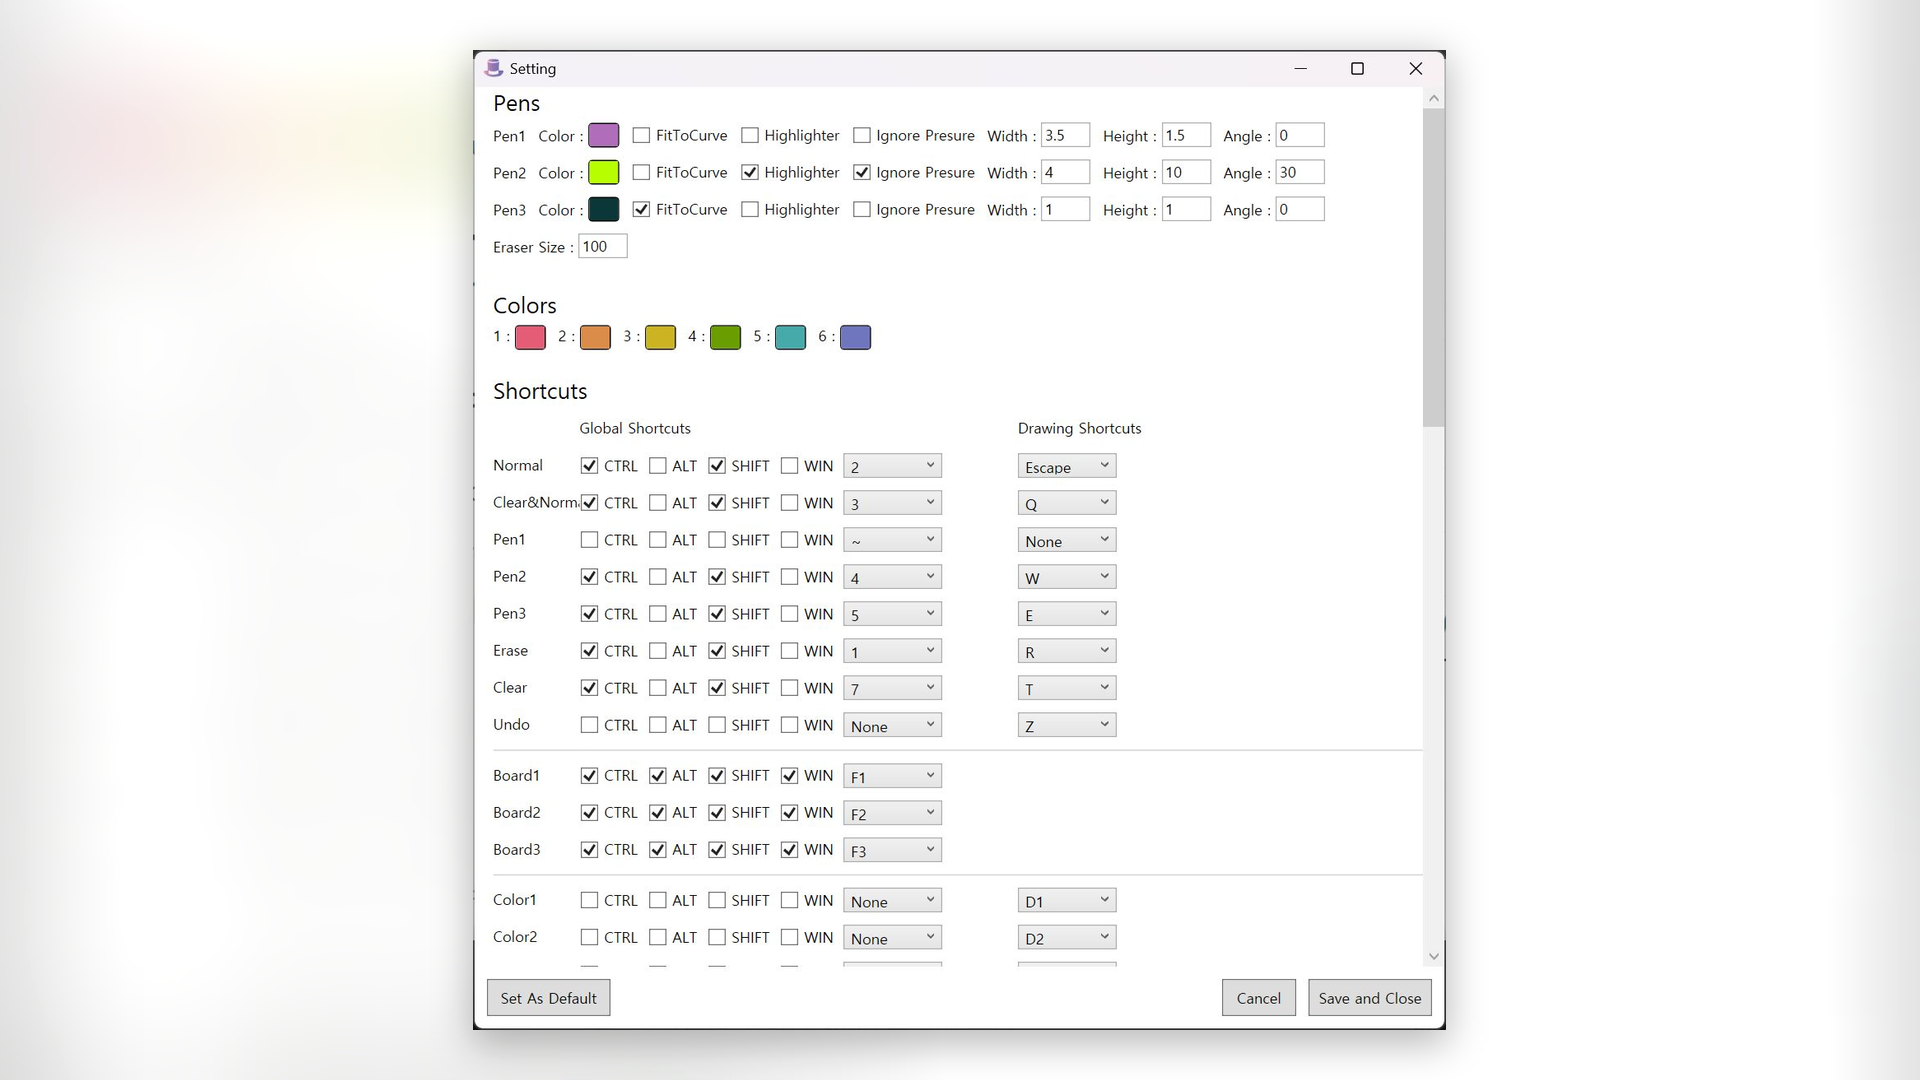 Setting
Pens
Pen1 Color : FitToCurve Highlighter Ignore Presure Width : 3.5 Height : 1.5 Angle : 0
Pen2 Color : FitToCurve Highlighter Ignore Presure Width : 4 Height : 10 Angle : 30
Pen3 Color : FitToCurve Highlighter Ignore Presure Width : 1 Height : 1 Angle : 0
Eraser Size : 100
Colors
1 : 2 : 3 : 4 : 5 : 6 :
Shortcuts
Global Shortcuts Drawing Shortcuts
Normal CTRL ALT SHIFT WIN 2 Escape
Clear&Norma CTRL ALT SHIFT WIN 3 Q
Pen1 CTRL ALT SHIFT WIN ~ None
Pen2 CTRL ALT SHIFT WIN 4 W
Pen3 CTRL ALT SHIFT WIN 5 E
Erase CTRL ALT SHIFT WIN 1 R
Clear CTRL ALT SHIFT WIN 7 T
Undo CTRL ALT SHIFT WIN None Z
Board1 CTRL ALT SHIFT WIN F1
Board2 CTRL ALT SHIFT WIN F2
Board3 CTRL ALT SHIFT WIN F3
Color1 CTRL ALT SHIFT WIN None D1
Color2 CTRL ALT SHIFT WIN None D2
Set As Default Cancel Save and Close